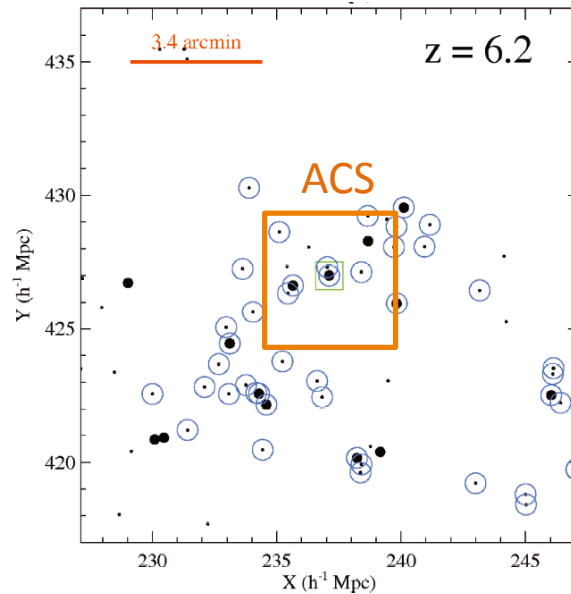 435
3.4 arcmin
z = 6.2
ACS
430
Y (h⁻¹ Mpc)
425
420
230
235
240
245
X (h⁻¹ Mpc)